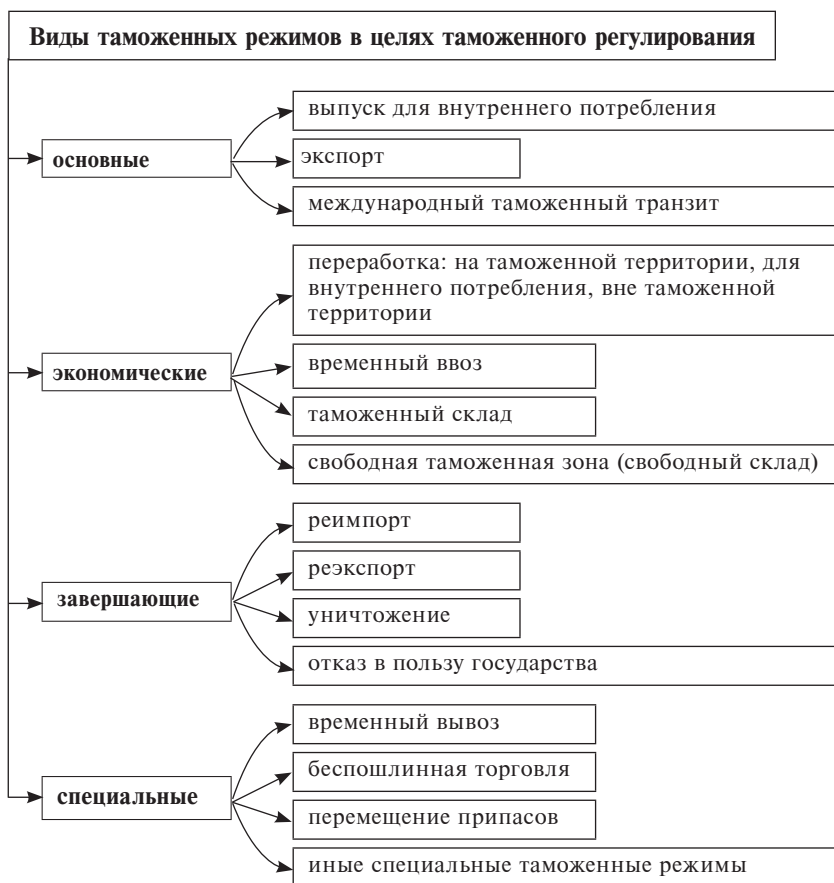 Виды таможенных режимов в целях таможенного регулирования
основные
выпуск для внутреннего потребления
экспорт
международный таможенный транзит
экономические
переработка: на таможенной территории, для
внутреннего потребления, вне таможенной
территории
временный ввоз
таможенный склад
свободная таможенная зона (свободный склад)
завершающие
реимпорт
реэкспорт
уничтожение
отказ в пользу государства
специальные
временный вывоз
беспошлинная торговля
перемещение припасов
иные специальные таможенные режимы